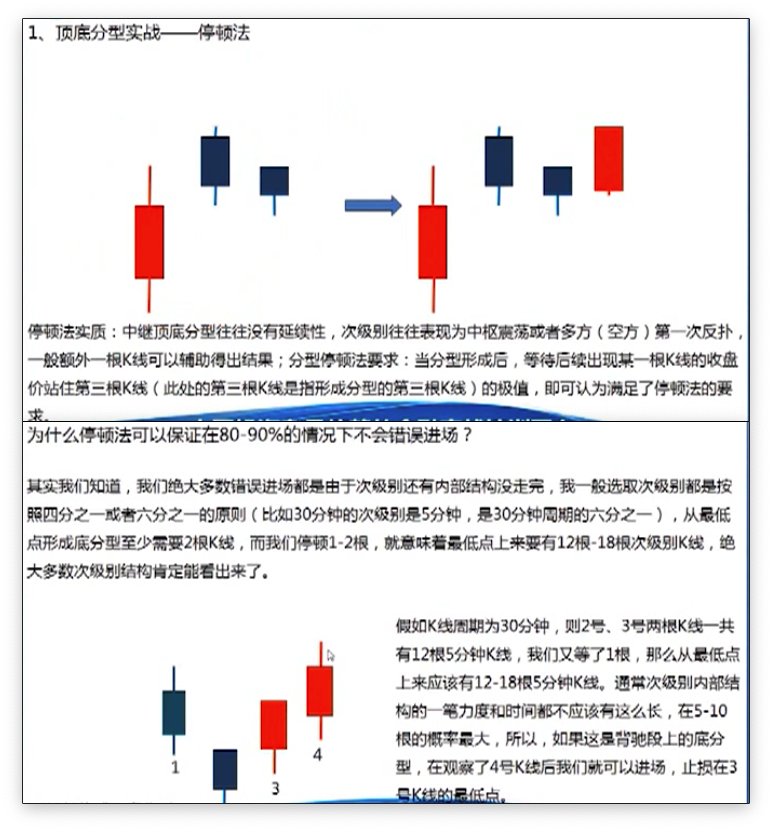 1、顶底分型实战——停顿法
停顿法实质：中继顶底分型往往没有延续性，次级别往往表现为中枢震荡或者多方（空方）第一次反扑，
一般额外一根K线可以辅助得出结果；分型停顿法要求：当分型形成后，等待后续出现某一根K线的收盘
价站住第三根K线（此处的第三根K线是指形成分型的第三根K线）的极值，即可认为满足了停顿法的要
求。
为什么停顿法可以保证在80-90%的情况下不会错误进场？
其实我们知道，我们绝大多数错误进场都是由于次级别还有内部结构没走完，我一般选取次级别都是按
照四分之一或者六分之一的原则（比如30分钟的次级别是5分钟，是30分钟周期的六分之一），从最低
点形成底分型至少需要2根K线，而我们停顿1-2根，就意味着最低点上来要有12根-18根次级别K线，绝
大多数次级别结构肯定能看出来了。
假如K线周期为30分钟，则2号、3号两根K线一共
有12根5分钟K线，我们又等了1根，那么从最低点
上来应该有12-18根5分钟K线。通常次级别内部结
构的一笔力度和时间都不应该有这么长，在5-10
根的概率最大，所以，如果这是背驰段上的底分
型，在观察了4号K线后我们就可以进场，止损在3
号K线的最低点。
1
3
4